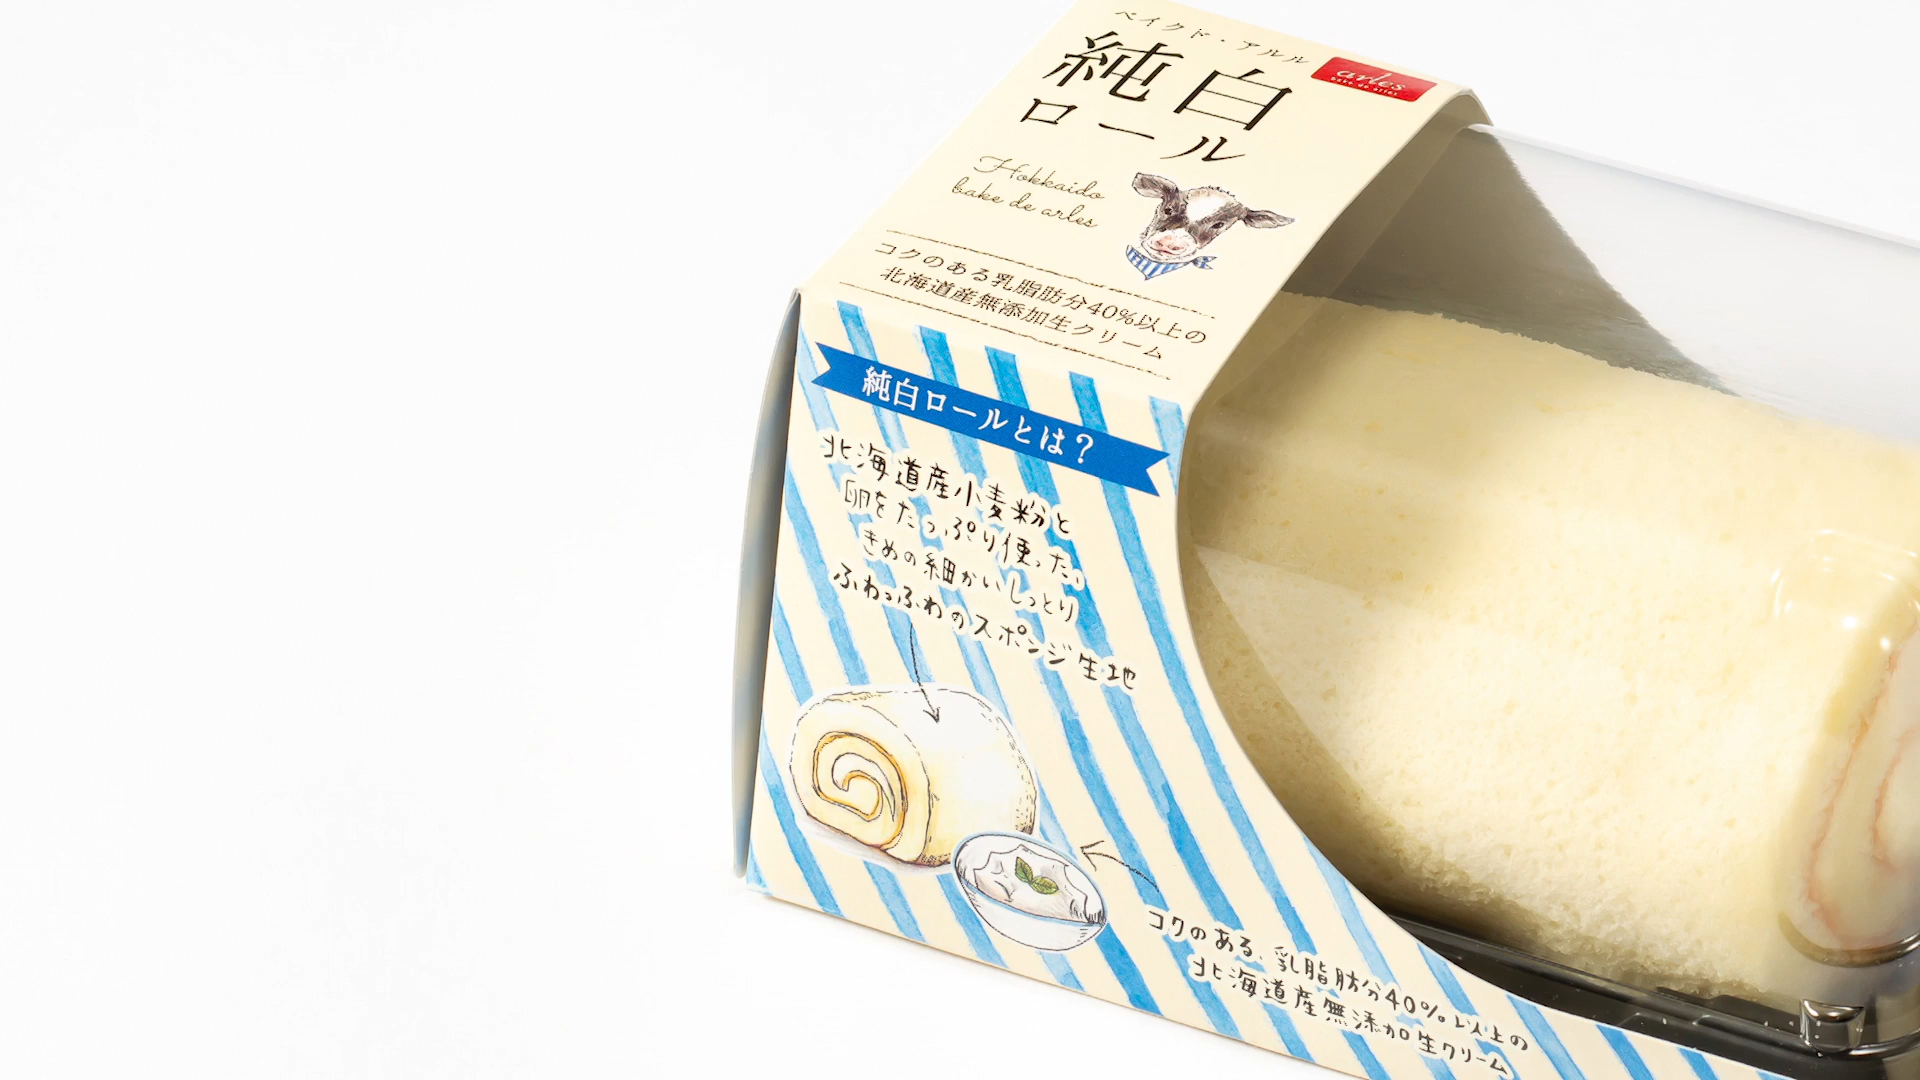 ベイクド・アルル
純白
ロール
arles
bake de arles
Hokkaido
bake de arles
コクのある乳脂肪分40%以上の
北海道産無添加生クリーム
純白ロールとは?
北海道産小麦粉と
卵をたっぷり使った、
きめの細かいしっとり
ふわっふわのスポンジ生地
コクのある、乳脂肪分40%以上の
北海道産無添加生クリーム